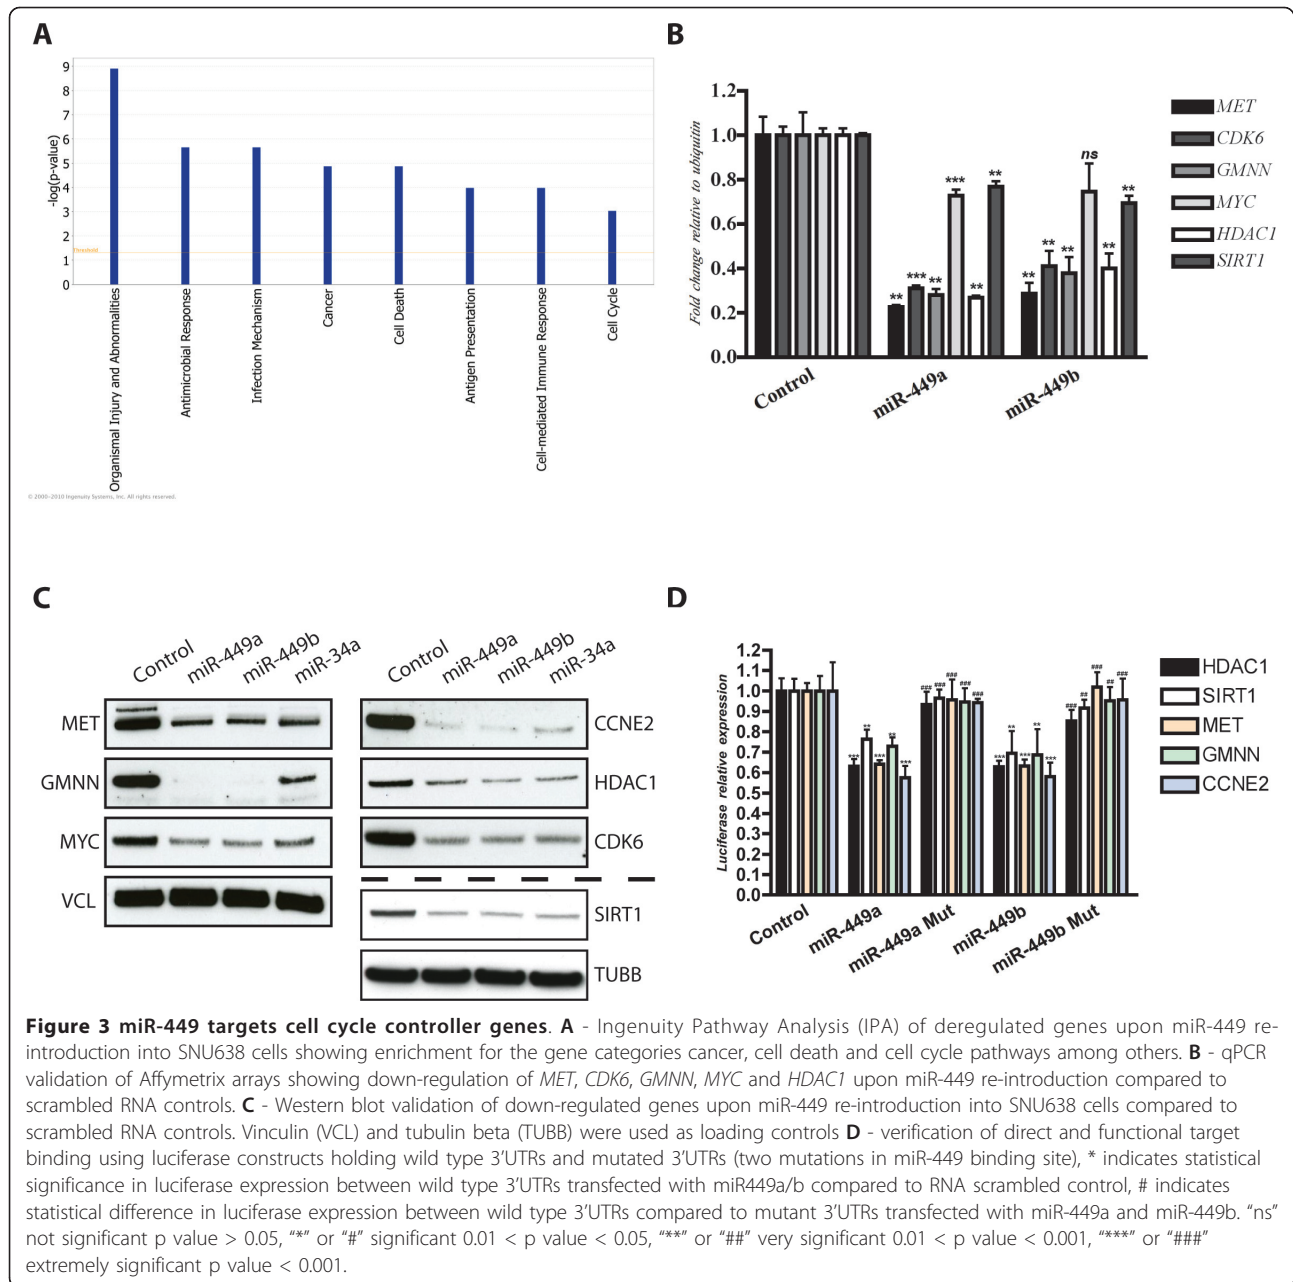 A
9
8
7
6
5
4
3
2
1
0
-log(p-value)
Threshold
Organismal Injury and Abnormalities
Antimicrobial Response
Infection Mechanism
Cancer
Cell Death
Antigen Presentation
Cell-mediated Immune Response
Cell Cycle
© 2000-2010 Ingenuity Systems, Inc. All rights reserved.
B
1.2
1.0
0.8
0.6
0.4
0.2
0.0
Fold change relative to ubiquitin
** *** ** *** ** **
** ** ** ns ** **
Control
miR-449a
miR-449b
MET
CDK6
GMNN
MYC
HDAC1
SIRT1
C
Control miR-449a miR-449b miR-34a
MET
GMNN
MYC
VCL
Control miR-449a miR-449b miR-34a
CCNE2
HDAC1
CDK6
SIRT1
TUBB
D
1.2
1.1
1.0
0.9
0.8
0.7
0.6
0.5
0.4
0.3
0.2
0.1
0.0
Luciferase relative expression
*** ** *** ** ***
### ### ### ### ###
*** ** *** ** ***
### ## ### ## ###
Control
miR-449a
miR-449a Mut
miR-449b
miR-449b Mut
HDAC1
SIRT1
MET
GMNN
CCNE2
Figure 3 miR-449 targets cell cycle controller genes. A - Ingenuity Pathway Analysis (IPA) of deregulated genes upon miR-449 re-
introduction into SNU638 cells showing enrichment for the gene categories cancer, cell death and cell cycle pathways among others. B - qPCR
validation of Affymetrix arrays showing down-regulation of MET, CDK6, GMNN, MYC and HDAC1 upon miR-449 re-introduction compared to
scrambled RNA controls. C - Western blot validation of down-regulated genes upon miR-449 re-introduction into SNU638 cells compared to
scrambled RNA controls. Vinculin (VCL) and tubulin beta (TUBB) were used as loading controls D - verification of direct and functional target
binding using luciferase constructs holding wild type 3'UTRs and mutated 3'UTRs (two mutations in miR-449 binding site), * indicates statistical
significance in luciferase expression between wild type 3'UTRs transfected with miR449a/b compared to RNA scrambled control, # indicates
statistical difference in luciferase expression between wild type 3'UTRs compared to mutant 3'UTRs transfected with miR-449a and miR-449b. "ns"
not significant p value > 0.05, "*" or "#" significant 0.01 < p value < 0.05, "**" or "##" very significant 0.01 < p value < 0.001, "***" or "###"
extremely significant p value < 0.001.